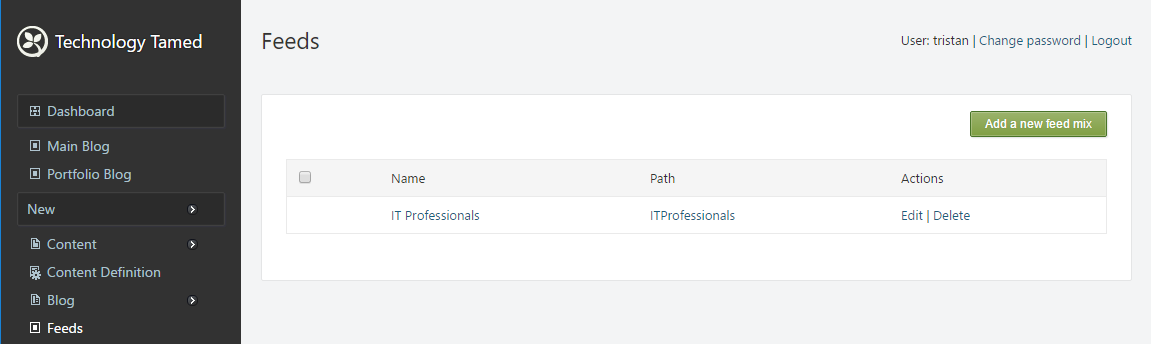 Technology Tamed
Dashboard
Main Blog
Portfolio Blog
New
Content
Content Definition
Blog
Feeds
Feeds
User: tristan | Change password | Logout
Add a new feed mix
Name Path Actions
IT Professionals ITProfessionals Edit | Delete